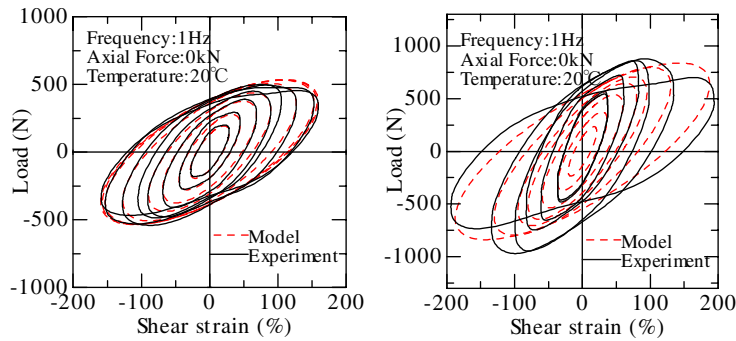 1000
500
0
-500
-1000
Load (N)
Frequency:1Hz
Axial Force:0kN
Temperature:20℃
Model
Experiment
-200 -100 0 100 200
Shear strain (%)
1000
500
0
-500
-1000
Load (N)
Frequency:1Hz
Axial Force:0kN
Temperature:20℃
Model
Experiment
-200 -100 0 100 200
Shear strain (%)